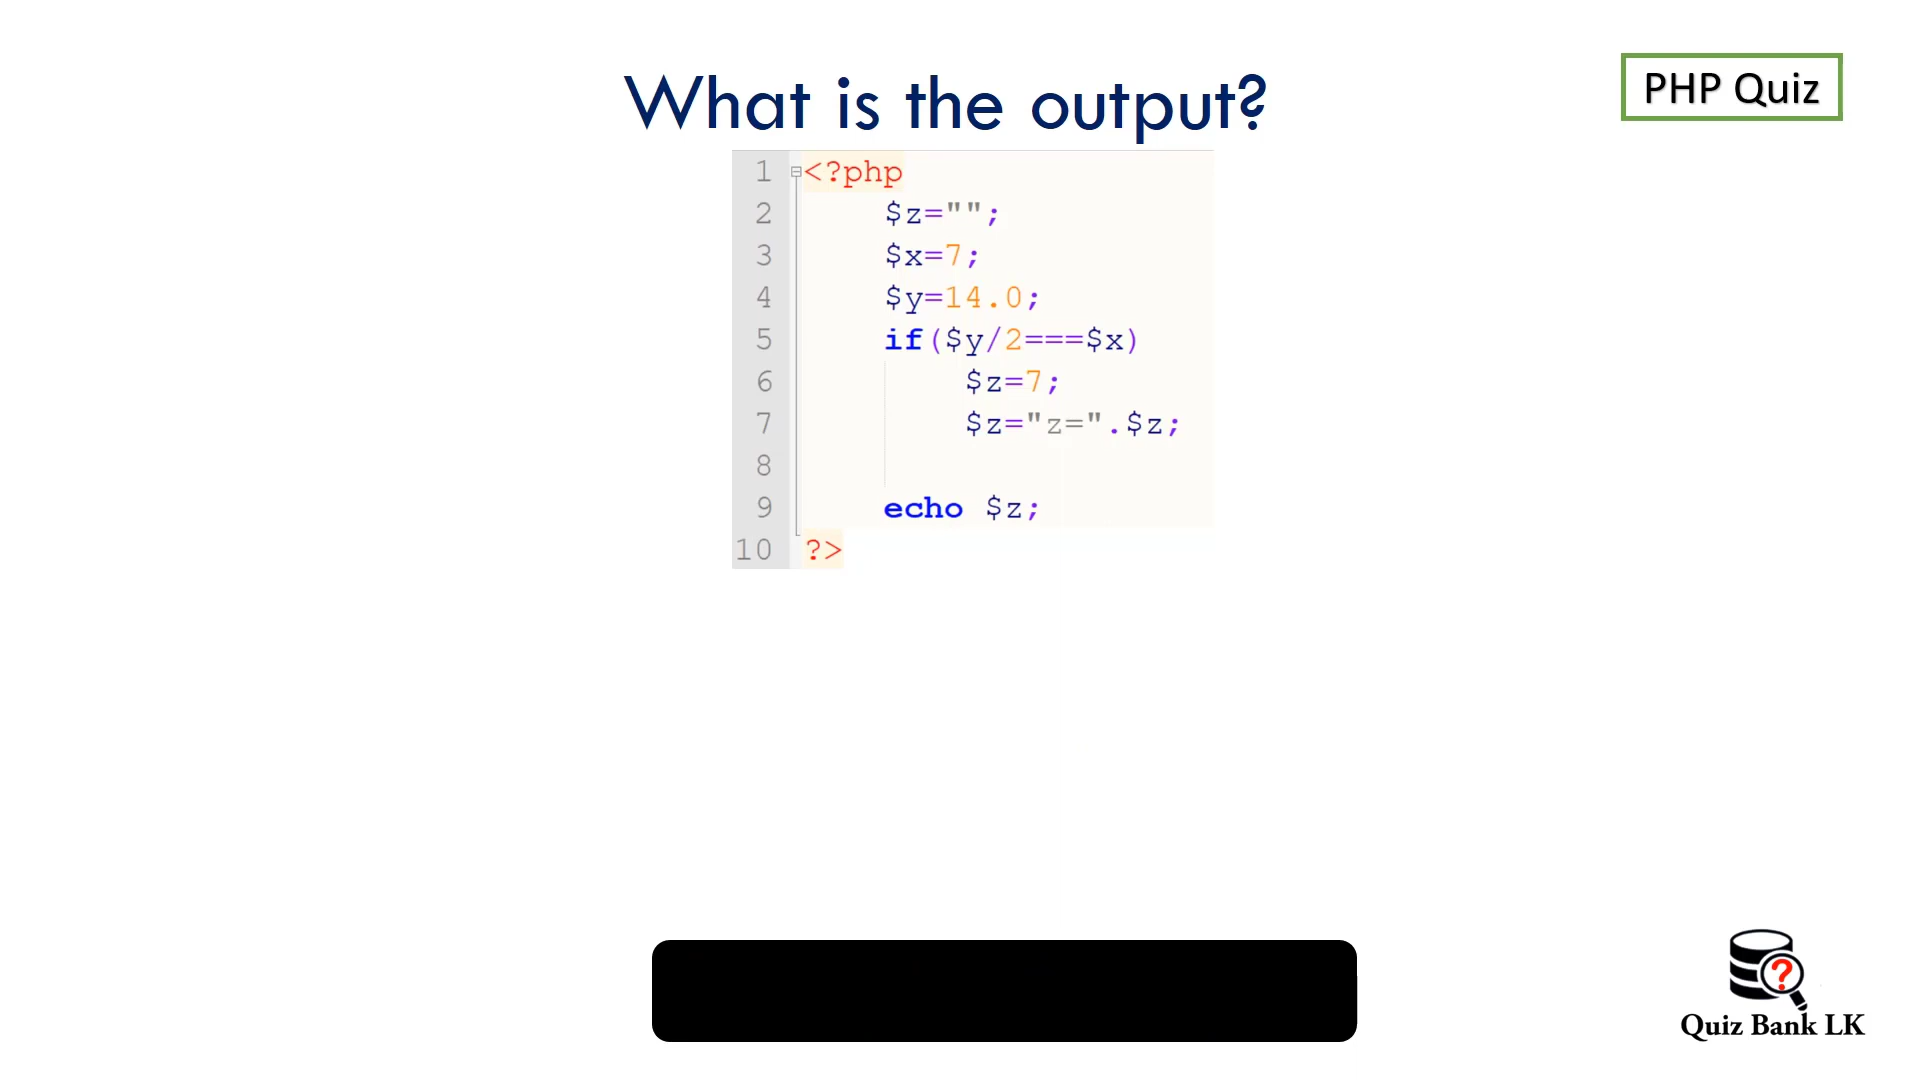 What is the output?
PHP Quiz
1 <?php
2 $z="";
3 $x=7;
4 $y=14.0;
5 if($y/2===$x)
6 $z=7;
7 $z="z=".$z;
8
9 echo $z;
10 ?>
?
Quiz Bank LK